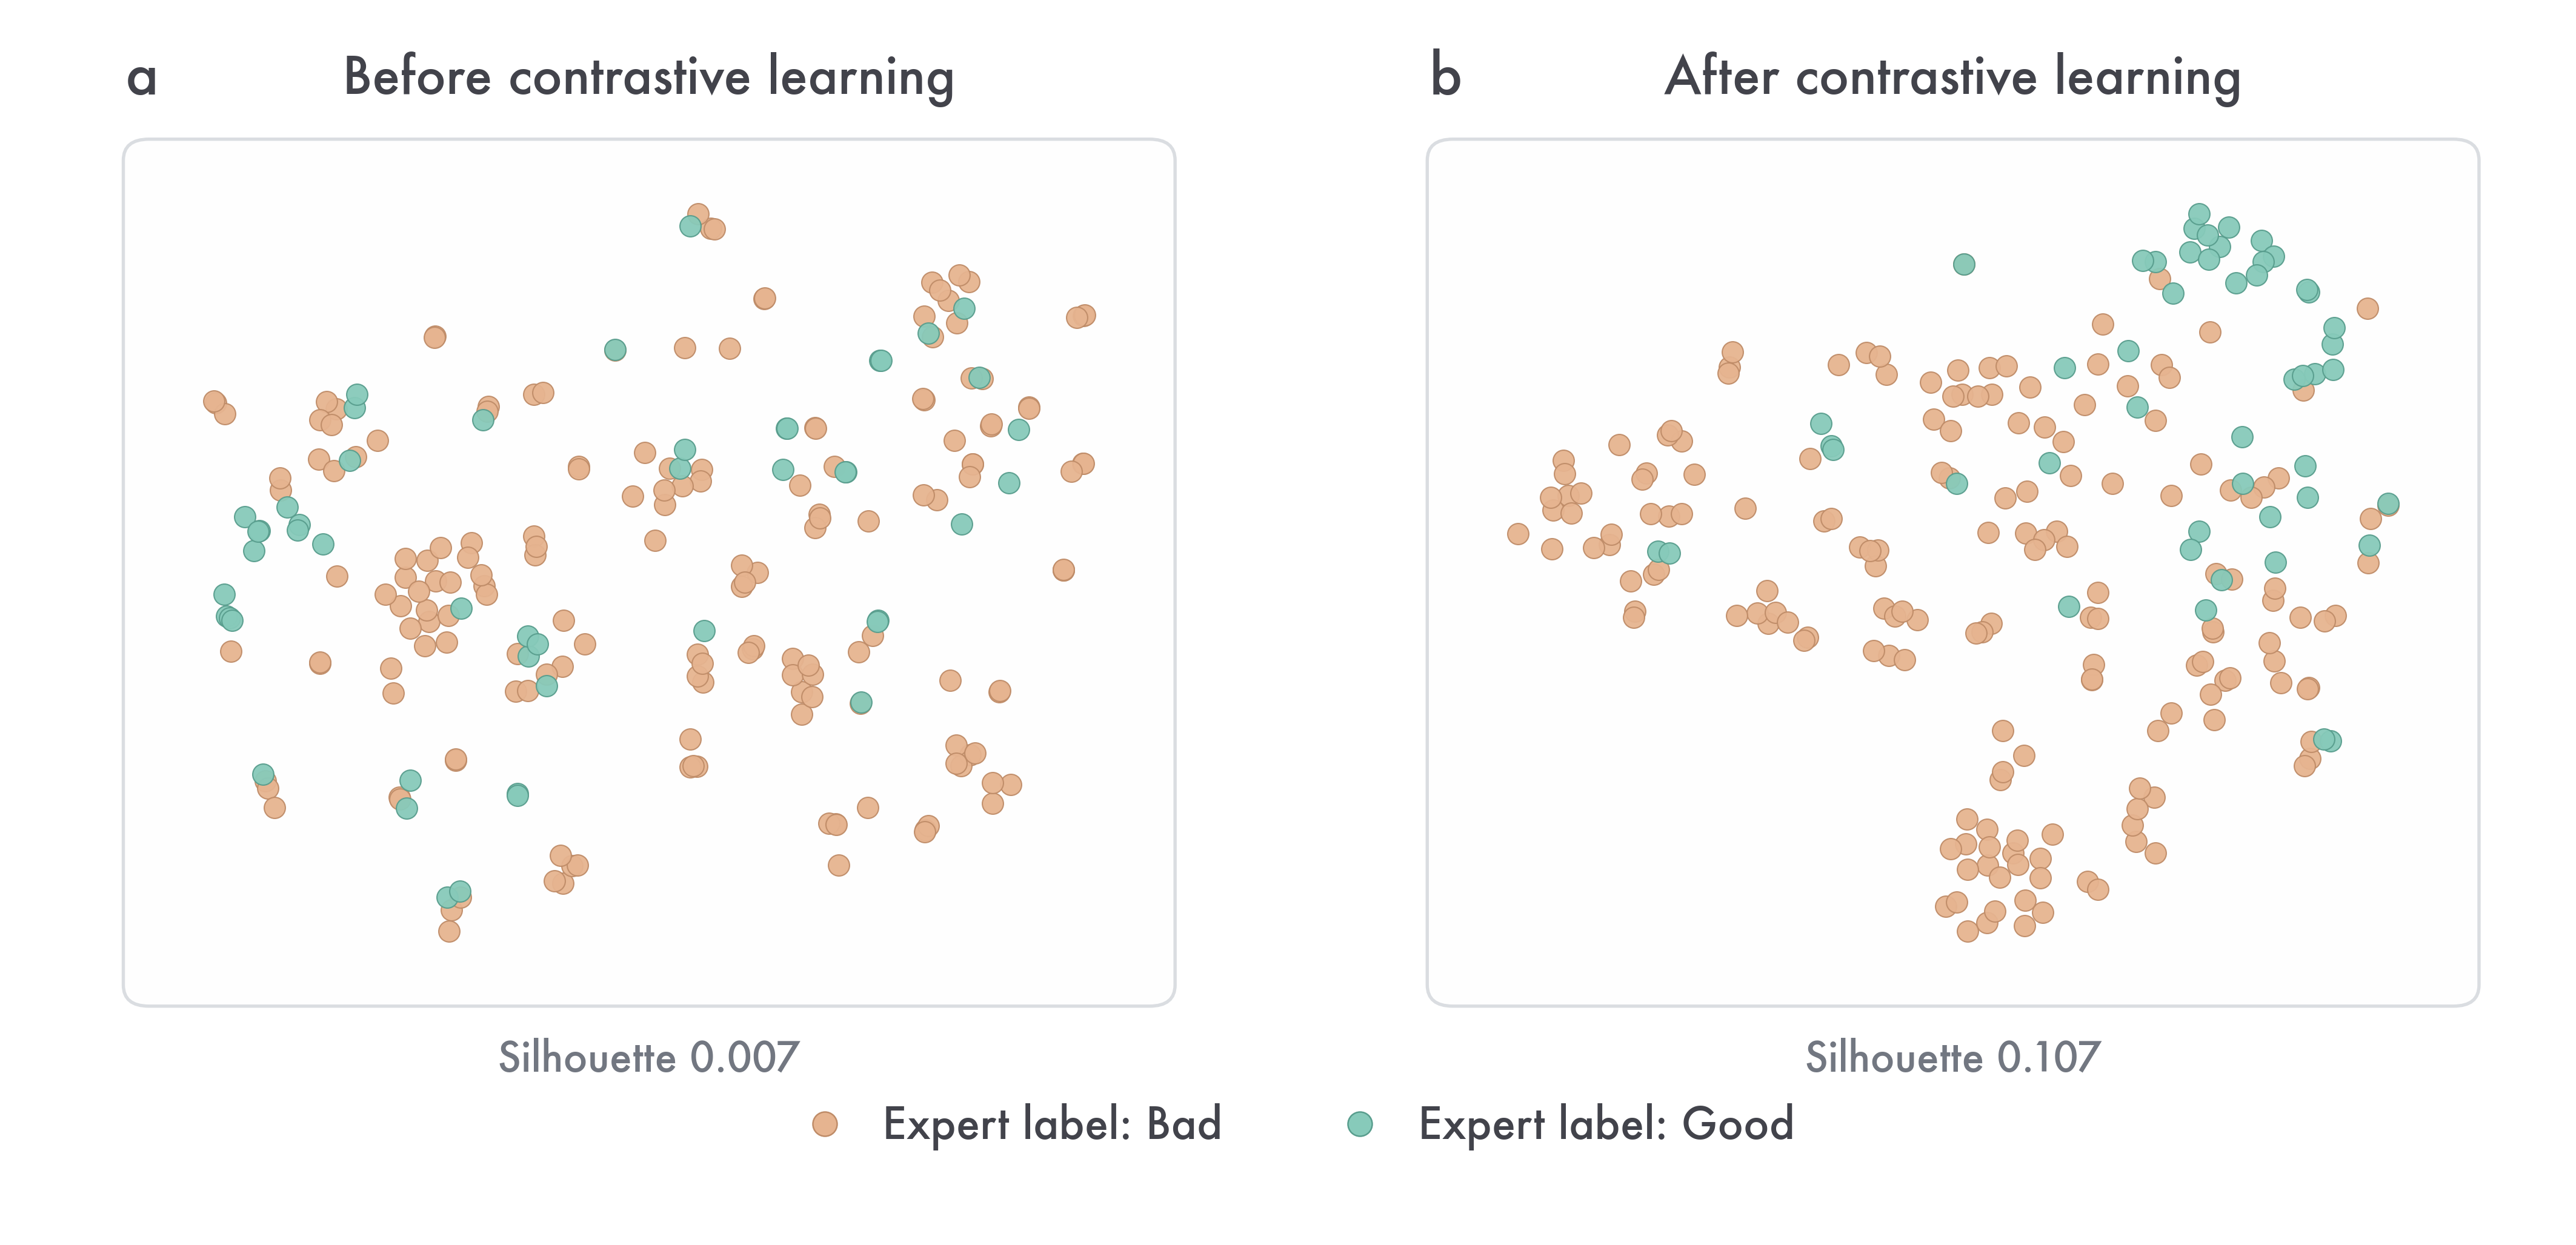 a
Before contrastive learning
b
After contrastive learning
Silhouette 0.007
Silhouette 0.107
Expert label: Bad
Expert label: Good